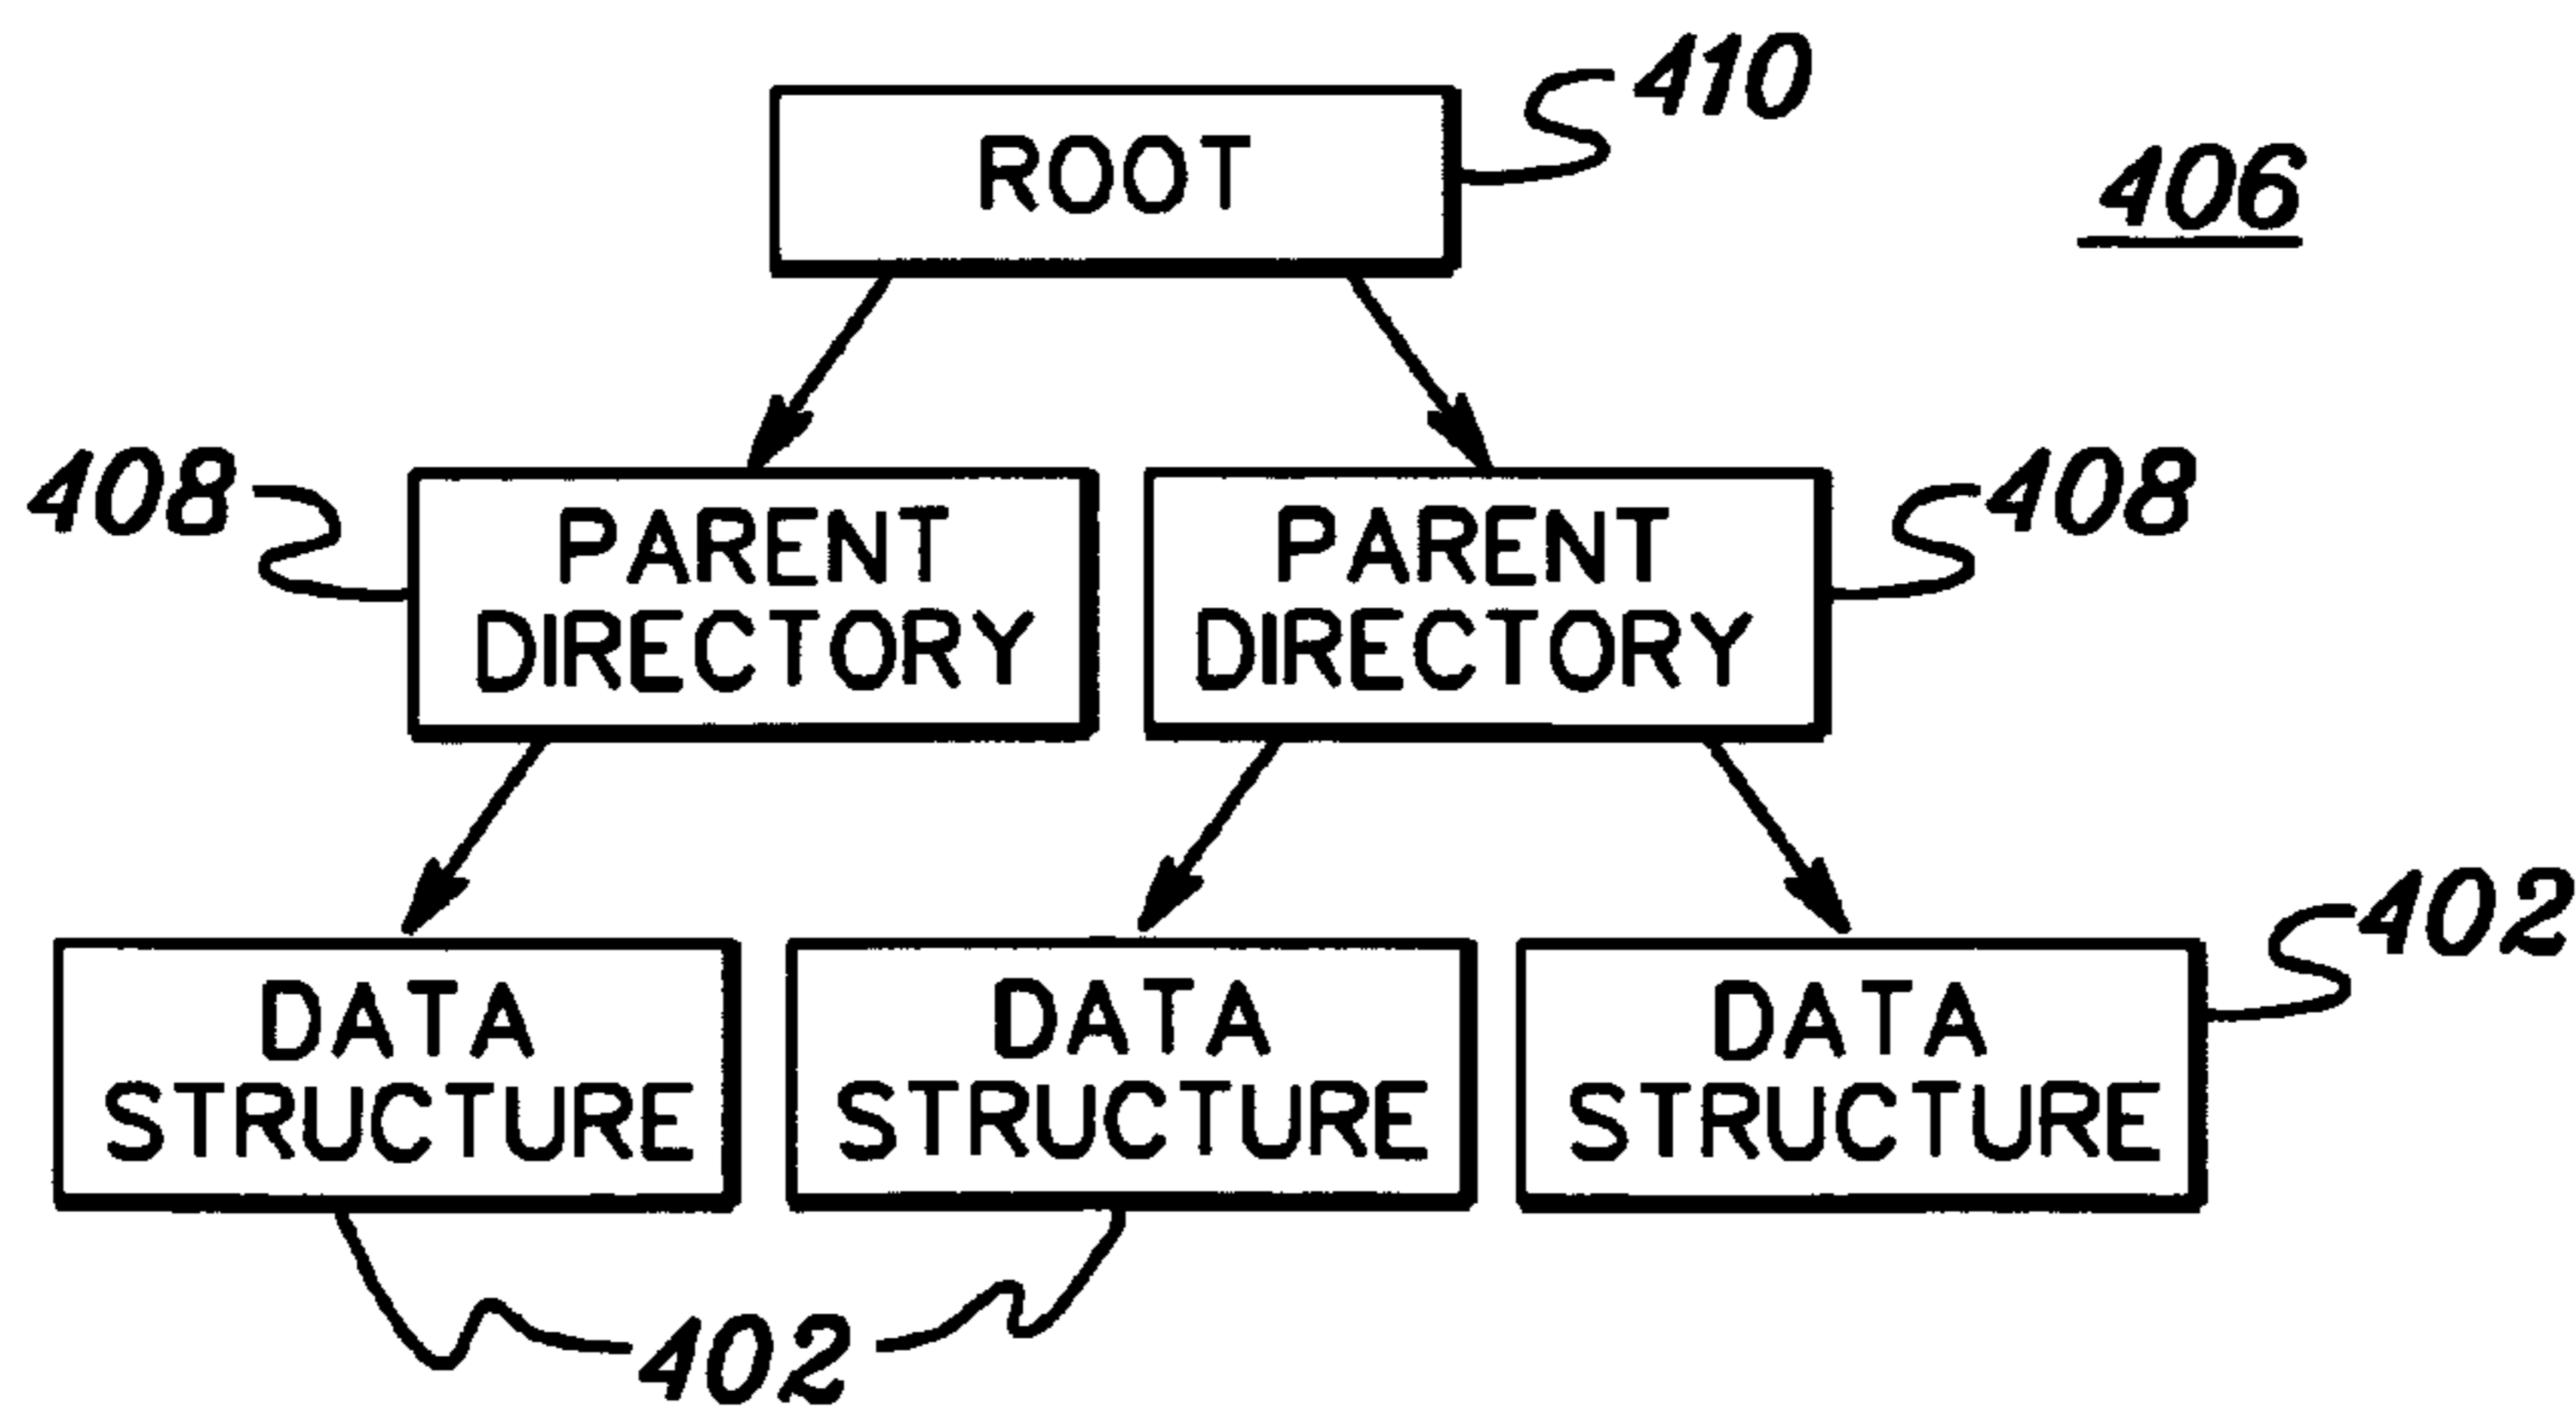 410
ROOT
406
408
PARENT
DIRECTORY
PARENT
DIRECTORY
408
402
DATA
STRUCTURE
DATA
STRUCTURE
DATA
STRUCTURE
402